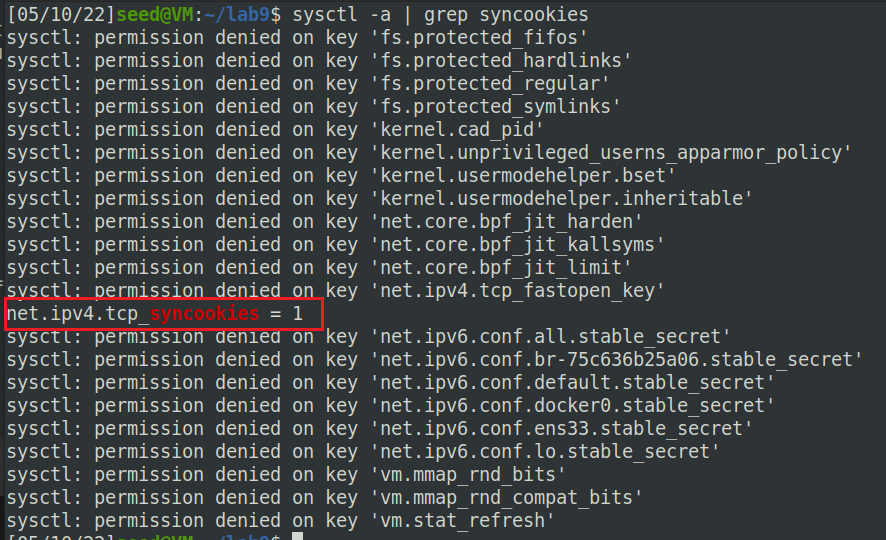 [05/10/22]seed@VM:~/lab9$ sysctl -a | grep syncookies
sysctl: permission denied on key 'fs.protected_fifos'
sysctl: permission denied on key 'fs.protected_hardlinks'
sysctl: permission denied on key 'fs.protected_regular'
sysctl: permission denied on key 'fs.protected_symlinks'
sysctl: permission denied on key 'kernel.cad_pid'
sysctl: permission denied on key 'kernel.unprivileged_userns_apparmor_policy'
sysctl: permission denied on key 'kernel.usermodehelper.bset'
sysctl: permission denied on key 'kernel.usermodehelper.inheritable'
sysctl: permission denied on key 'net.core.bpf_jit_harden'
sysctl: permission denied on key 'net.core.bpf_jit_kallsyms'
sysctl: permission denied on key 'net.core.bpf_jit_limit'
sysctl: permission denied on key 'net.ipv4.tcp_fastopen_key'
net.ipv4.tcp_syncookies = 1
sysctl: permission denied on key 'net.ipv6.conf.all.stable_secret'
sysctl: permission denied on key 'net.ipv6.conf.br-75c636b25a06.stable_secret'
sysctl: permission denied on key 'net.ipv6.conf.default.stable_secret'
sysctl: permission denied on key 'net.ipv6.conf.docker0.stable_secret'
sysctl: permission denied on key 'net.ipv6.conf.ens33.stable_secret'
sysctl: permission denied on key 'net.ipv6.conf.lo.stable_secret'
sysctl: permission denied on key 'vm.mmap_rnd_bits'
sysctl: permission denied on key 'vm.mmap_rnd_compat_bits'
sysctl: permission denied on key 'vm.stat_refresh'
[05/10/22]seed@VM:~/lab9$